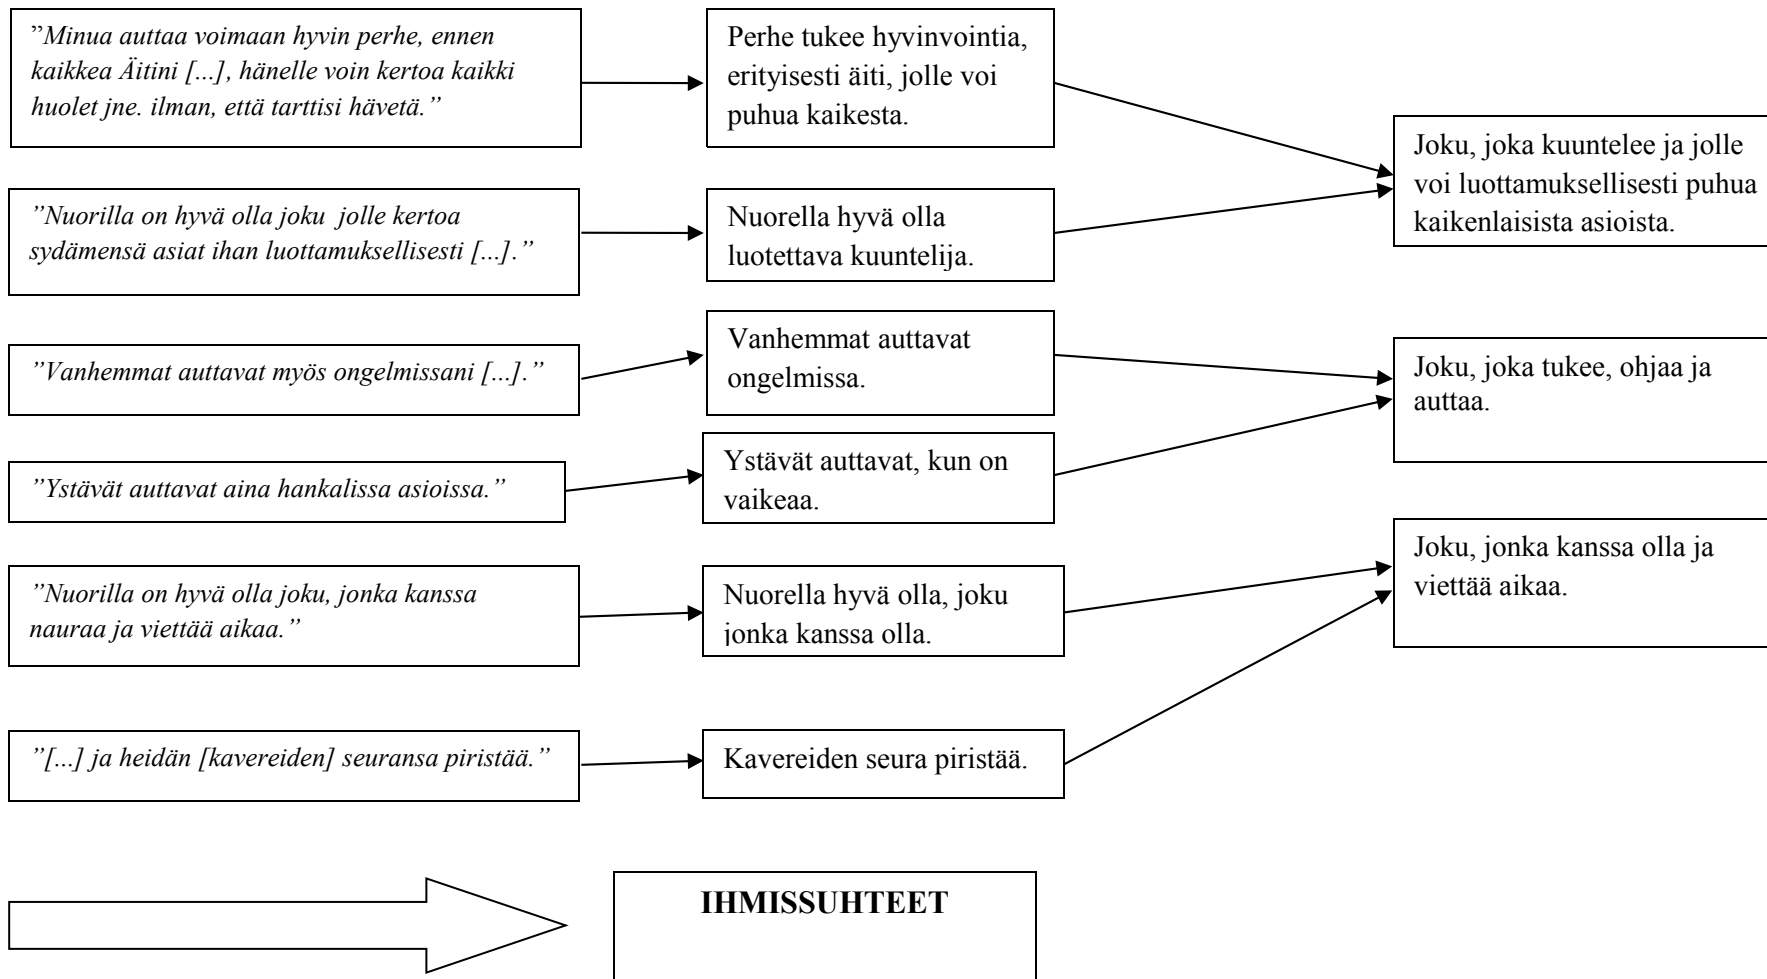 ”Minua auttaa voimaan hyvin perhe, ennen
kaikkea Äitini [...], hänelle voin kertoa kaikki
huolet jne. ilman, että tarttisi hävetä.”
Perhe tukee hyvinvointia,
erityisesti äiti, jolle voi
puhua kaikesta.
Joku, joka kuuntelee ja jolle
voi luottamuksellisesti puhua
kaikenlaisista asioista.
”Nuorilla on hyvä olla joku jolle kertoa
sydämensä asiat ihan luottamuksellisesti [...].”
Nuorella hyvä olla
luotettava kuuntelija.
”Vanhemmat auttavat myös ongelmissani [...].”
Vanhemmat auttavat
ongelmissa.
Joku, joka tukee, ohjaa ja
auttaa.
”Ystävät auttavat aina hankalissa asioissa.”
Ystävät auttavat, kun on
vaikeaa.
”Nuorilla on hyvä olla joku, jonka kanssa
nauraa ja viettää aikaa.”
Nuorella hyvä olla, joku
jonka kanssa olla.
Joku, jonka kanssa olla ja
viettää aikaa.
”[...] ja heidän [kavereiden] seuransa piristää.”
Kavereiden seura piristää.
IHMISSUHTEET